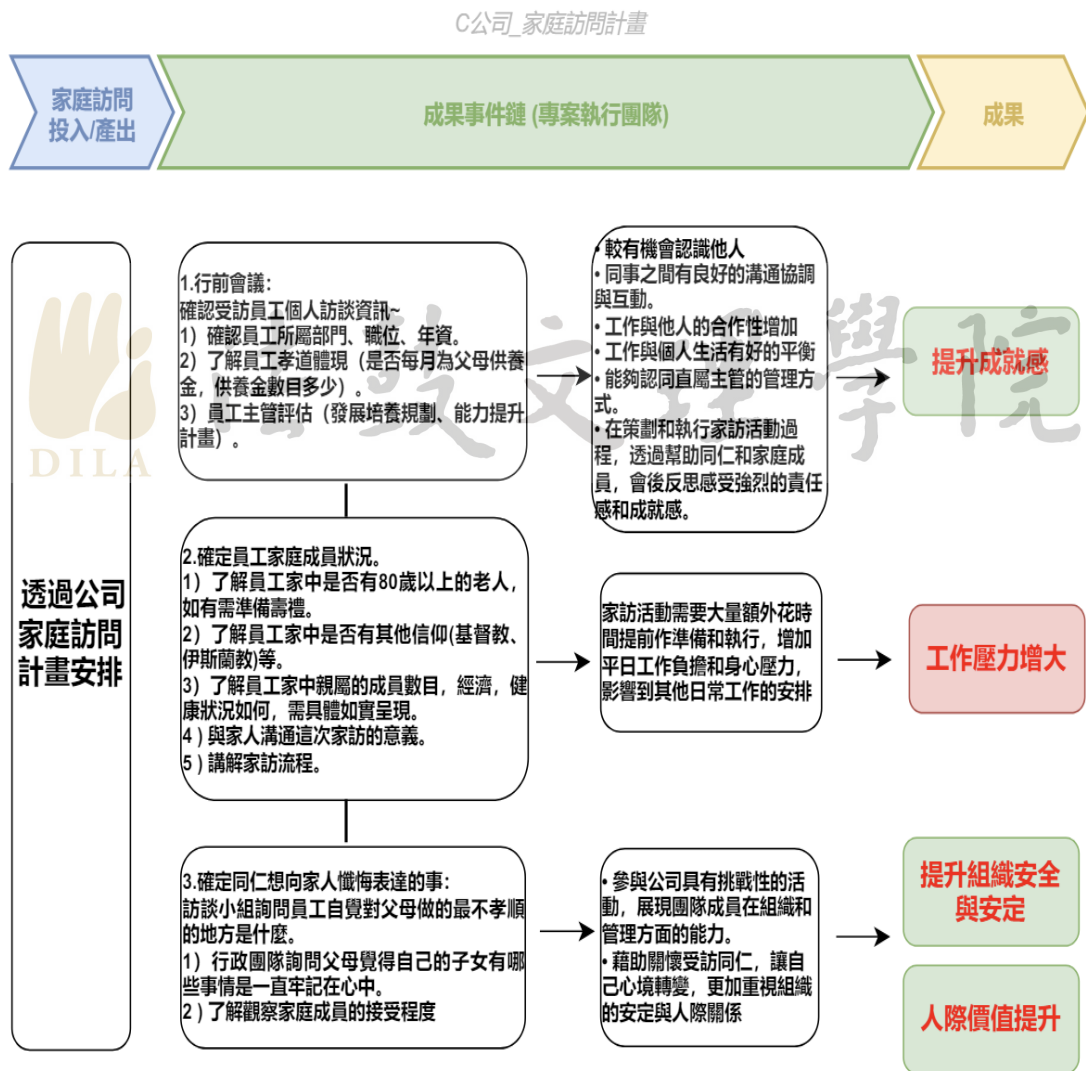 C公司_家庭訪問計畫
家庭訪問
投入/產出
成果事件鏈 (專案執行團隊)
成果
透過公司
家庭訪問
計畫安排
1.行前會議：
確認受訪員工個人訪談資訊~
1）確認員工所屬部門、職位、年資。
2）了解員工孝道體現（是否每月為父母供養
金，供養金數目多少）。
3）員工主管評估（發展培養規劃、能力提升
計畫）。
• 較有機會認識他人
• 同事之間有良好的溝通協調
與互動。
• 工作與他人的合作性增加
• 工作與個人生活有好的平衡
• 能夠認同直屬主管的管理方
式。
• 在策劃和執行家訪活動過
程，透過幫助同仁和家庭成
員，會後反思感受強烈的責任
感和成就感。
提升成就感
2.確定員工家庭成員狀況。
1）了解員工家中是否有80歲以上的老人，
如有需準備壽禮。
2）了解員工家中是否有其他信仰(基督教、
伊斯蘭教)等。
3）了解員工家中親屬的成員數目，經濟，健
康狀況如何，需具體如實呈現。
4 ) 與家人溝通這次家訪的意義。
5 ) 講解家訪流程。
家訪活動需要大量額外花時
間提前作準備和執行，增加
平日工作負擔和身心壓力，
影響到其他日常工作的安排
工作壓力增大
3.確定同仁想向家人懺悔表達的事：
訪談小組詢問員工自覺對父母做的最不孝順
的地方是什麼。
1）行政團隊詢問父母覺得自己的子女有哪
些事情是一直牢記在心中。
2 ) 了解觀察家庭成員的接受程度
• 參與公司具有挑戰性的活
動，展現團隊成員在組織和
管理方面的能力。
• 藉助關懷受訪同仁，讓自
己心境轉變，更加重視組織
的安定與人際關係
提升組織安全
與安定
人際價值提升
法鼓文理學院
DILA